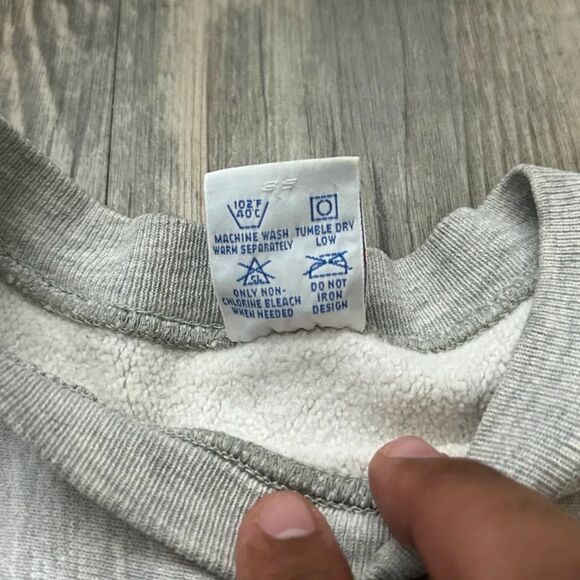 102°F
40°C
MACHINE WASH
WARM SEPARATELY
TUMBLE DRY
LOW
ONLY NON-
CHLORINE BLEACH
WHEN NEEDED
DO NOT
IRON
DESIGN